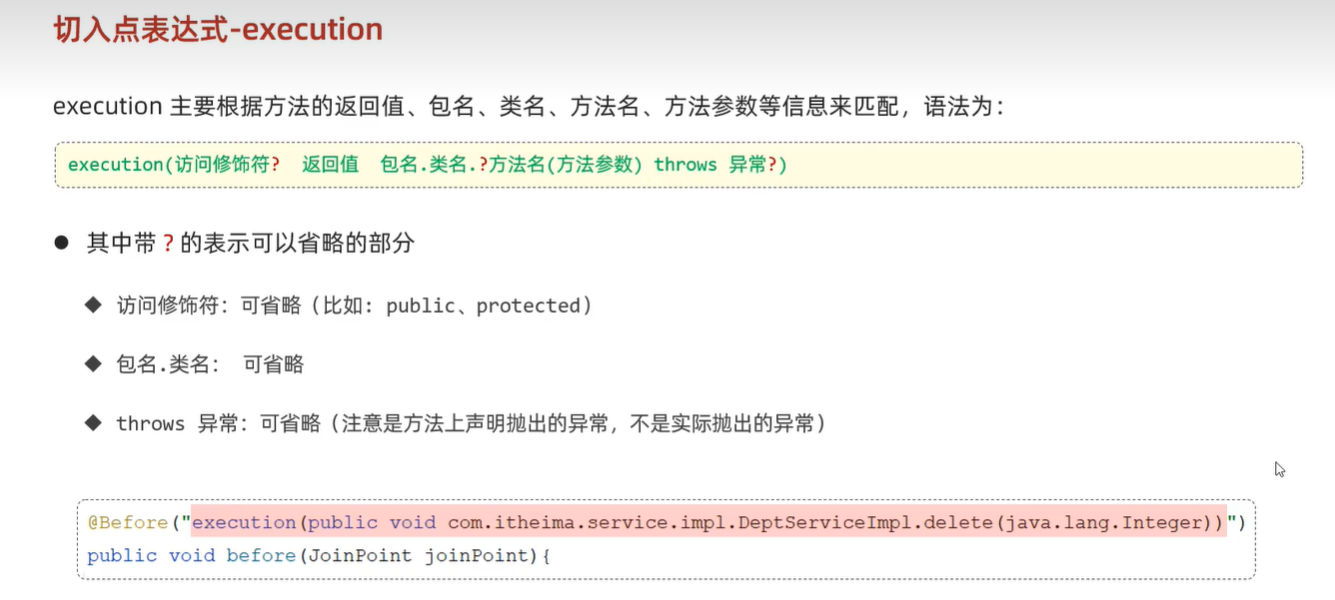 切入点表达式-execution
execution 主要根据方法的返回值、包名、类名、方法名、方法参数等信息来匹配，语法为：
execution(访问修饰符?  返回值  包名.类名.?方法名(方法参数) throws 异常?)
● 其中带 ? 的表示可以省略的部分
◆ 访问修饰符：可省略（比如: public、protected）
◆ 包名.类名： 可省略
◆ throws 异常：可省略（注意是方法上声明抛出的异常，不是实际抛出的异常）
@Before("execution(public void com.itheima.service.impl.DeptServiceImpl.delete(java.lang.Integer))")
public void before(JoinPoint joinPoint){